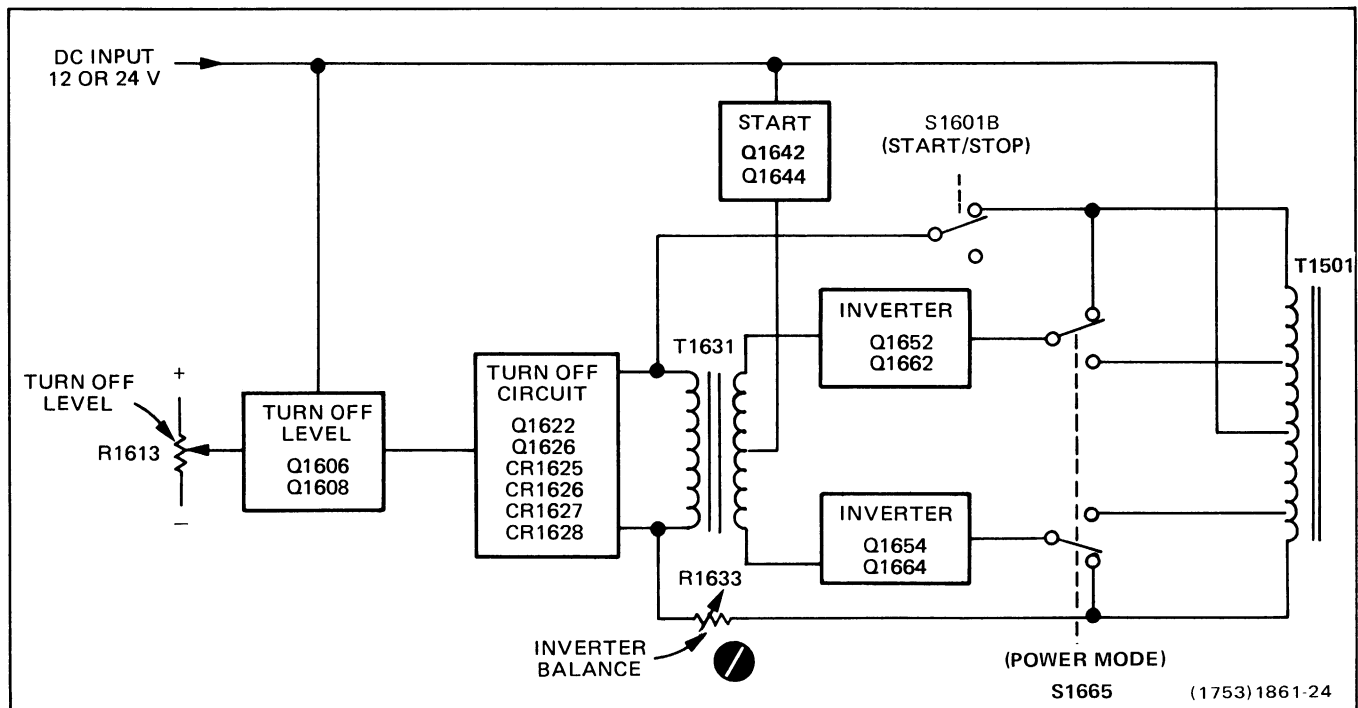 DC INPUT
12 OR 24 V
START
Q1642
Q1644
S1601B
(START/STOP)
T1501
INVERTER
Q1652
Q1662
T1631
TURN OFF
CIRCUIT
Q1622
Q1626
CR1625
CR1626
CR1627
CR1628
TURN OFF
LEVEL
+
R1613
−
TURN OFF
LEVEL
Q1606
Q1608
INVERTER
Q1654
Q1664
R1633
INVERTER
BALANCE
(POWER MODE)
S1665
(1753)1861-24